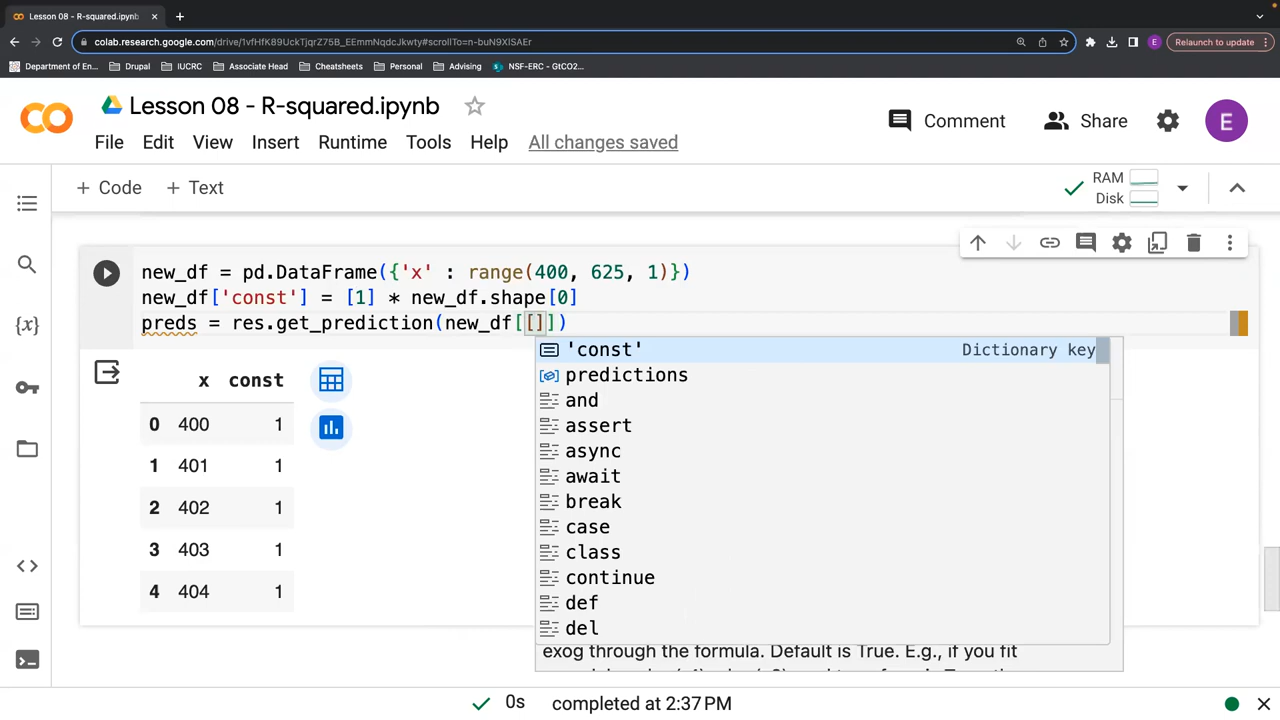 Lesson 08 - R-squared.ipynb
colab.research.google.com/drive/1vfHfK89UckTjqrZ75B_EEmmNqdcJkwty#scrollTo=n-buN9XISAEr
E
Relaunch to update
Department of En...
Drupal
IUCRC
Associate Head
Cheatsheets
Personal
Advising
NSF-ERC - GtCO2...
Lesson 08 - R-squared.ipynb
File Edit View Insert Runtime Tools Help All changes saved
Comment
Share
E
+ Code + Text
RAM
Disk
new_df = pd.DataFrame({'x' : range(400, 625, 1)})
new_df['const'] = [1] * new_df.shape[0]
preds = res.get_prediction(new_df[[]])
'const' Dictionary key
predictions
and
assert
async
await
break
case
class
continue
def
del
exog through the formula. Default is True. E.g., if you fit
x const
0 400 1
1 401 1
2 402 1
3 403 1
4 404 1
0s completed at 2:37 PM